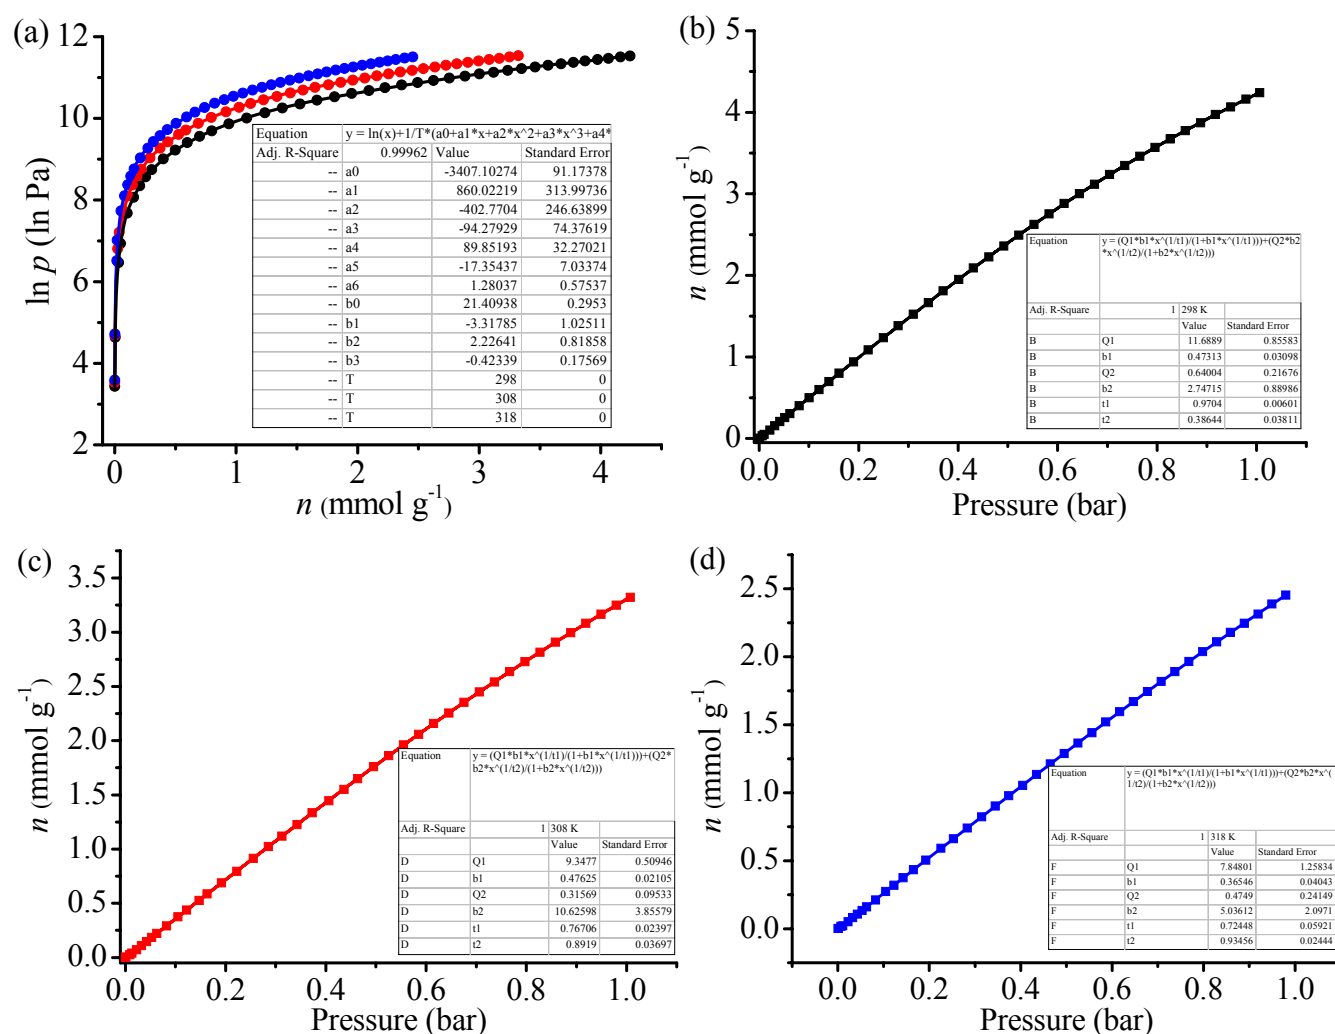 (a)
12
10
8
6
4
2
ln p (ln Pa)
0 1 2 3 4
n (mmol g-1)
Equation y = ln(x)+1/T*(a0+a1*x+a2*x^2+a3*x^3+a4*
Adj. R-Square 0.99962 Value Standard Error
-- a0 -3407.10274 91.17378
-- a1 860.02219 313.99736
-- a2 -402.7704 246.63899
-- a3 -94.27929 74.37619
-- a4 89.85193 32.27021
-- a5 -17.35437 7.03374
-- a6 1.28037 0.57537
-- b0 21.40938 0.2953
-- b1 -3.31785 1.02511
-- b2 2.22641 0.81858
-- b3 -0.42339 0.17569
-- T 298 0
-- T 308 0
-- T 318 0
(b)
5
4
3
2
1
0
n (mmol g-1)
0.0 0.2 0.4 0.6 0.8 1.0
Pressure (bar)
Equation y = (Q1*b1*x^(1/t1)/(1+b1*x^(1/t1)))+(Q2*b2
*x^(1/t2)/(1+b2*x^(1/t2)))
Adj. R-Square 1 298 K
Value Standard Error
B Q1 11.6889 0.85583
B b1 0.47313 0.03098
B Q2 0.64004 0.21676
B b2 2.74715 0.88986
B t1 0.9704 0.00601
B t2 0.38644 0.03811
(c)
3.5
3.0
2.5
2.0
1.5
1.0
0.5
0.0
n (mmol g-1)
0.0 0.2 0.4 0.6 0.8 1.0
Pressure (bar)
Equation y = (Q1*b1*x^(1/t1)/(1+b1*x^(1/t1)))+(Q2*
b2*x^(1/t2)/(1+b2*x^(1/t2)))
Adj. R-Square 1 308 K
Value Standard Error
D Q1 9.3477 0.50946
D b1 0.47625 0.02105
D Q2 0.31569 0.09533
D b2 10.62598 3.85579
D t1 0.76706 0.02397
D t2 0.8919 0.03697
(d)
2.5
2.0
1.5
1.0
0.5
0.0
n (mmol g-1)
0.0 0.2 0.4 0.6 0.8 1.0
Pressure (bar)
Equation y = (Q1*b1*x^(1/t1)/(1+b1*x^(1/t1)))+(Q2*b2*x^(
1/t2)/(1+b2*x^(1/t2)))
Adj. R-Square 1 318 K
Value Standard Error
F Q1 7.84801 1.25834
F b1 0.36546 0.04043
F Q2 0.4749 0.24149
F b2 5.03612 2.0971
F t1 0.72448 0.05921
F t2 0.93456 0.02444